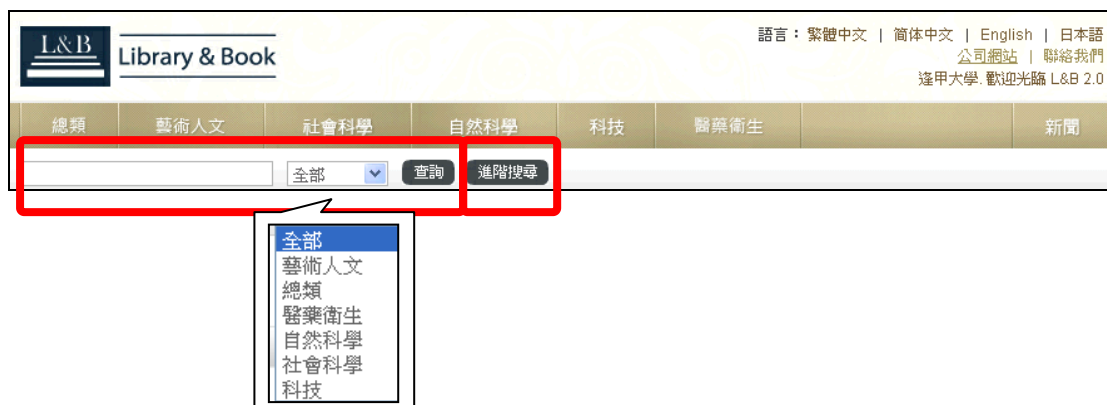 L&B
Library & Book
語言：繁體中文 | 简体中文 | English | 日本語
公司網站 | 聯絡我們
逢甲大學. 歡迎光臨 L&B 2.0
總類 藝術人文 社會科學 自然科學 科技 醫藥衛生 新聞
全部 查詢 進階搜尋
全部
藝術人文
總類
醫藥衛生
自然科學
社會科學
科技